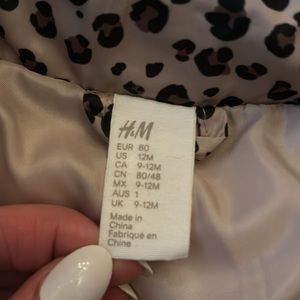 H&M
EUR 80
US 12M
CA 9-12M
CN 80/48
MX 9-12M
AUS 1
UK 9-12M
Made in
China
Fabriqué en
Chine